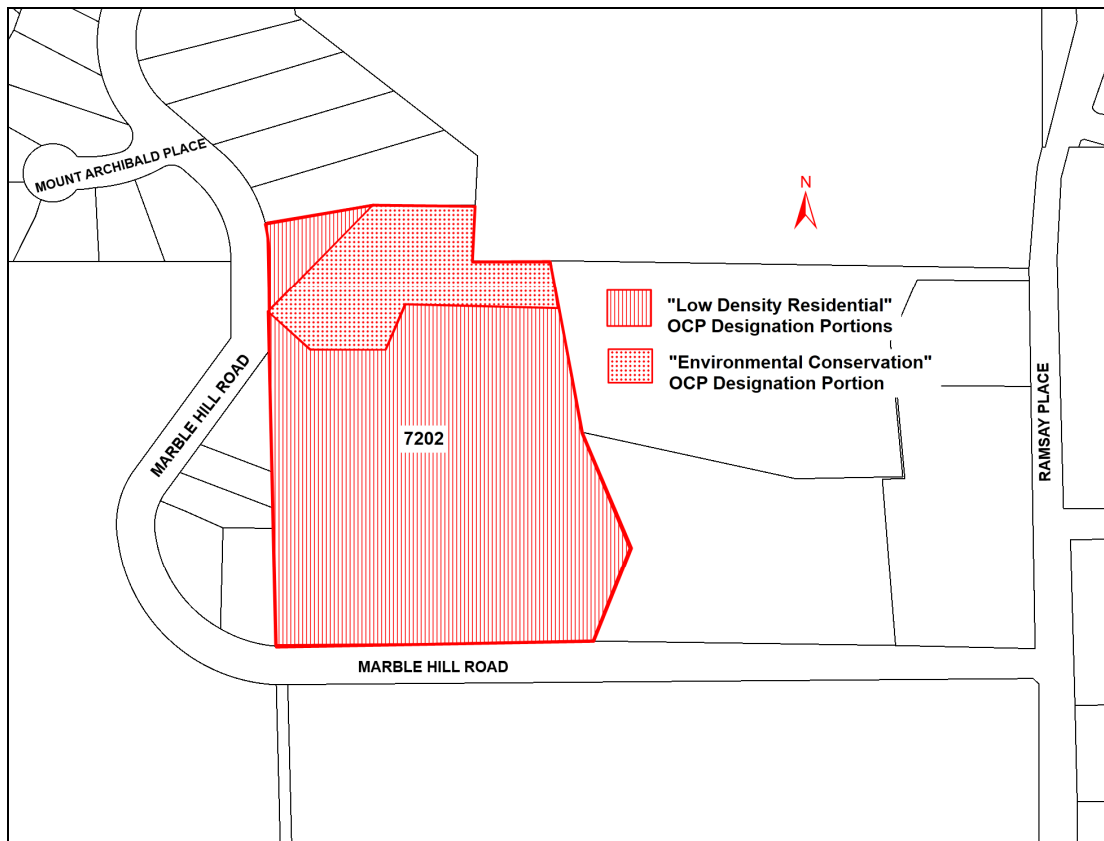 MOUNT ARCHIBALD PLACE
N
"Low Density Residential"
OCP Designation Portions
"Environmental Conservation"
OCP Designation Portion
MARBLE HILL ROAD
7202
RAMSAY PLACE
MARBLE HILL ROAD